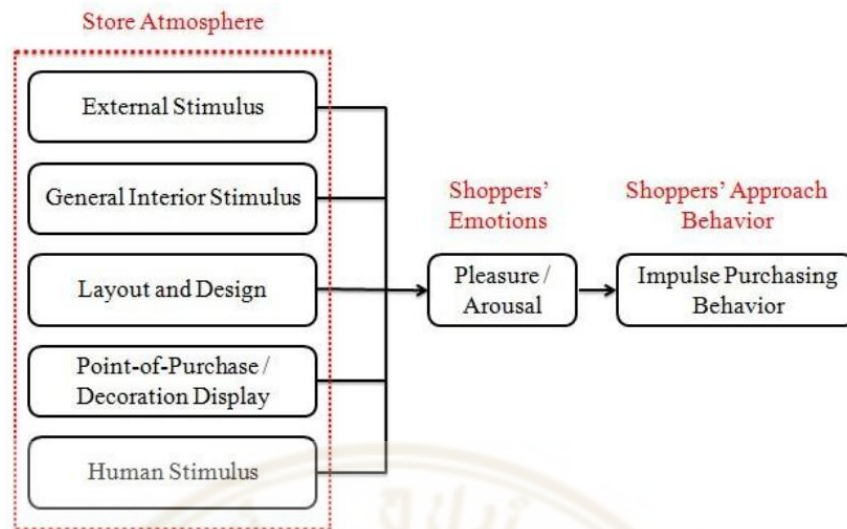 Store Atmosphere
External Stimulus
General Interior Stimulus
Layout and Design
Point-of-Purchase /
Decoration Display
Human Stimulus
Shoppers'
Emotions
Pleasure /
Arousal
Shoppers' Approach
Behavior
Impulse Purchasing
Behavior